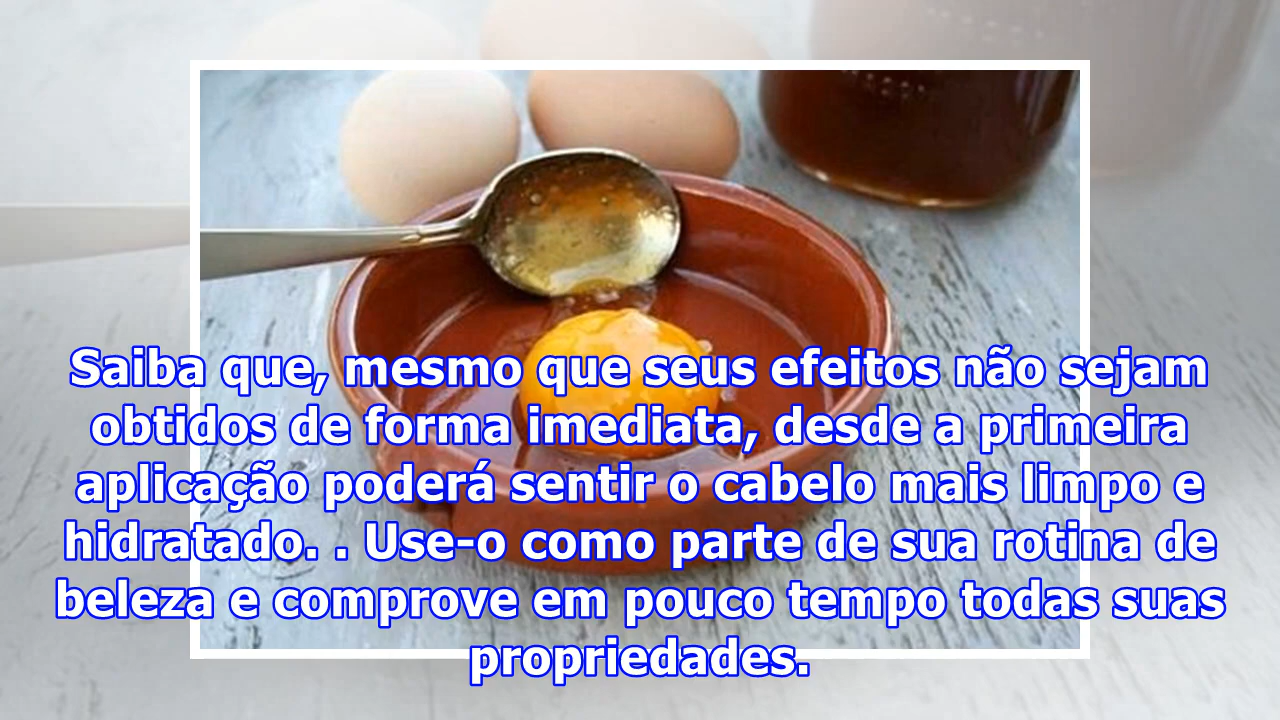 Saiba que, mesmo que seus efeitos não sejam
obtidos de forma imediata, desde a primeira
aplicação poderá sentir o cabelo mais limpo e
hidratado. . Use-o como parte de sua rotina de
beleza e comprove em pouco tempo todas suas
propriedades.